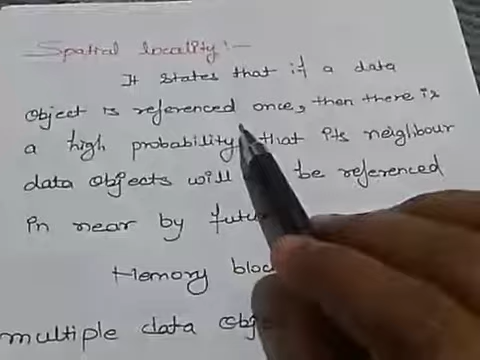 Spatial locality :-
It states that if a data
object is referenced once, then there is
a high probability that its neighbour
data objects will be referenced
in near by
Memory
multiple data